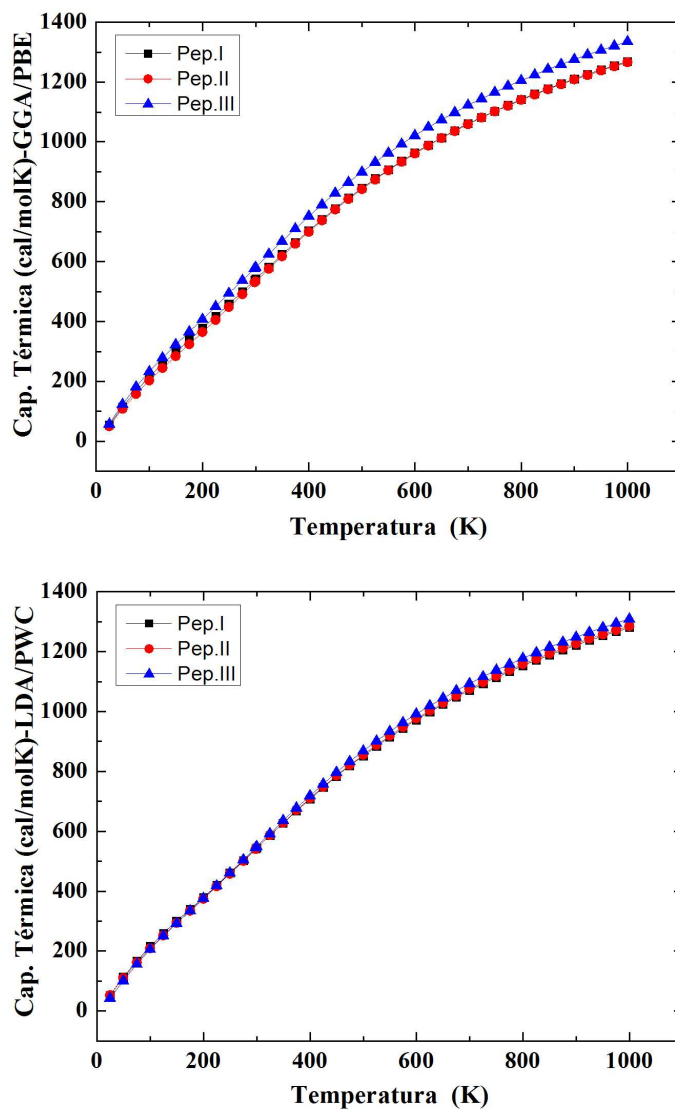 1400
1200
1000
800
600
400
200
0
Cap. Térmica (cal/molK)-GGA/PBE
Pep.I
Pep.II
Pep.III
0 200 400 600 800 1000
Temperatura (K)
1400
1200
1000
800
600
400
200
0
Cap. Térmica (cal/molK)-LDA/PWC
Pep.I
Pep.II
Pep.III
0 200 400 600 800 1000
Temperatura (K)